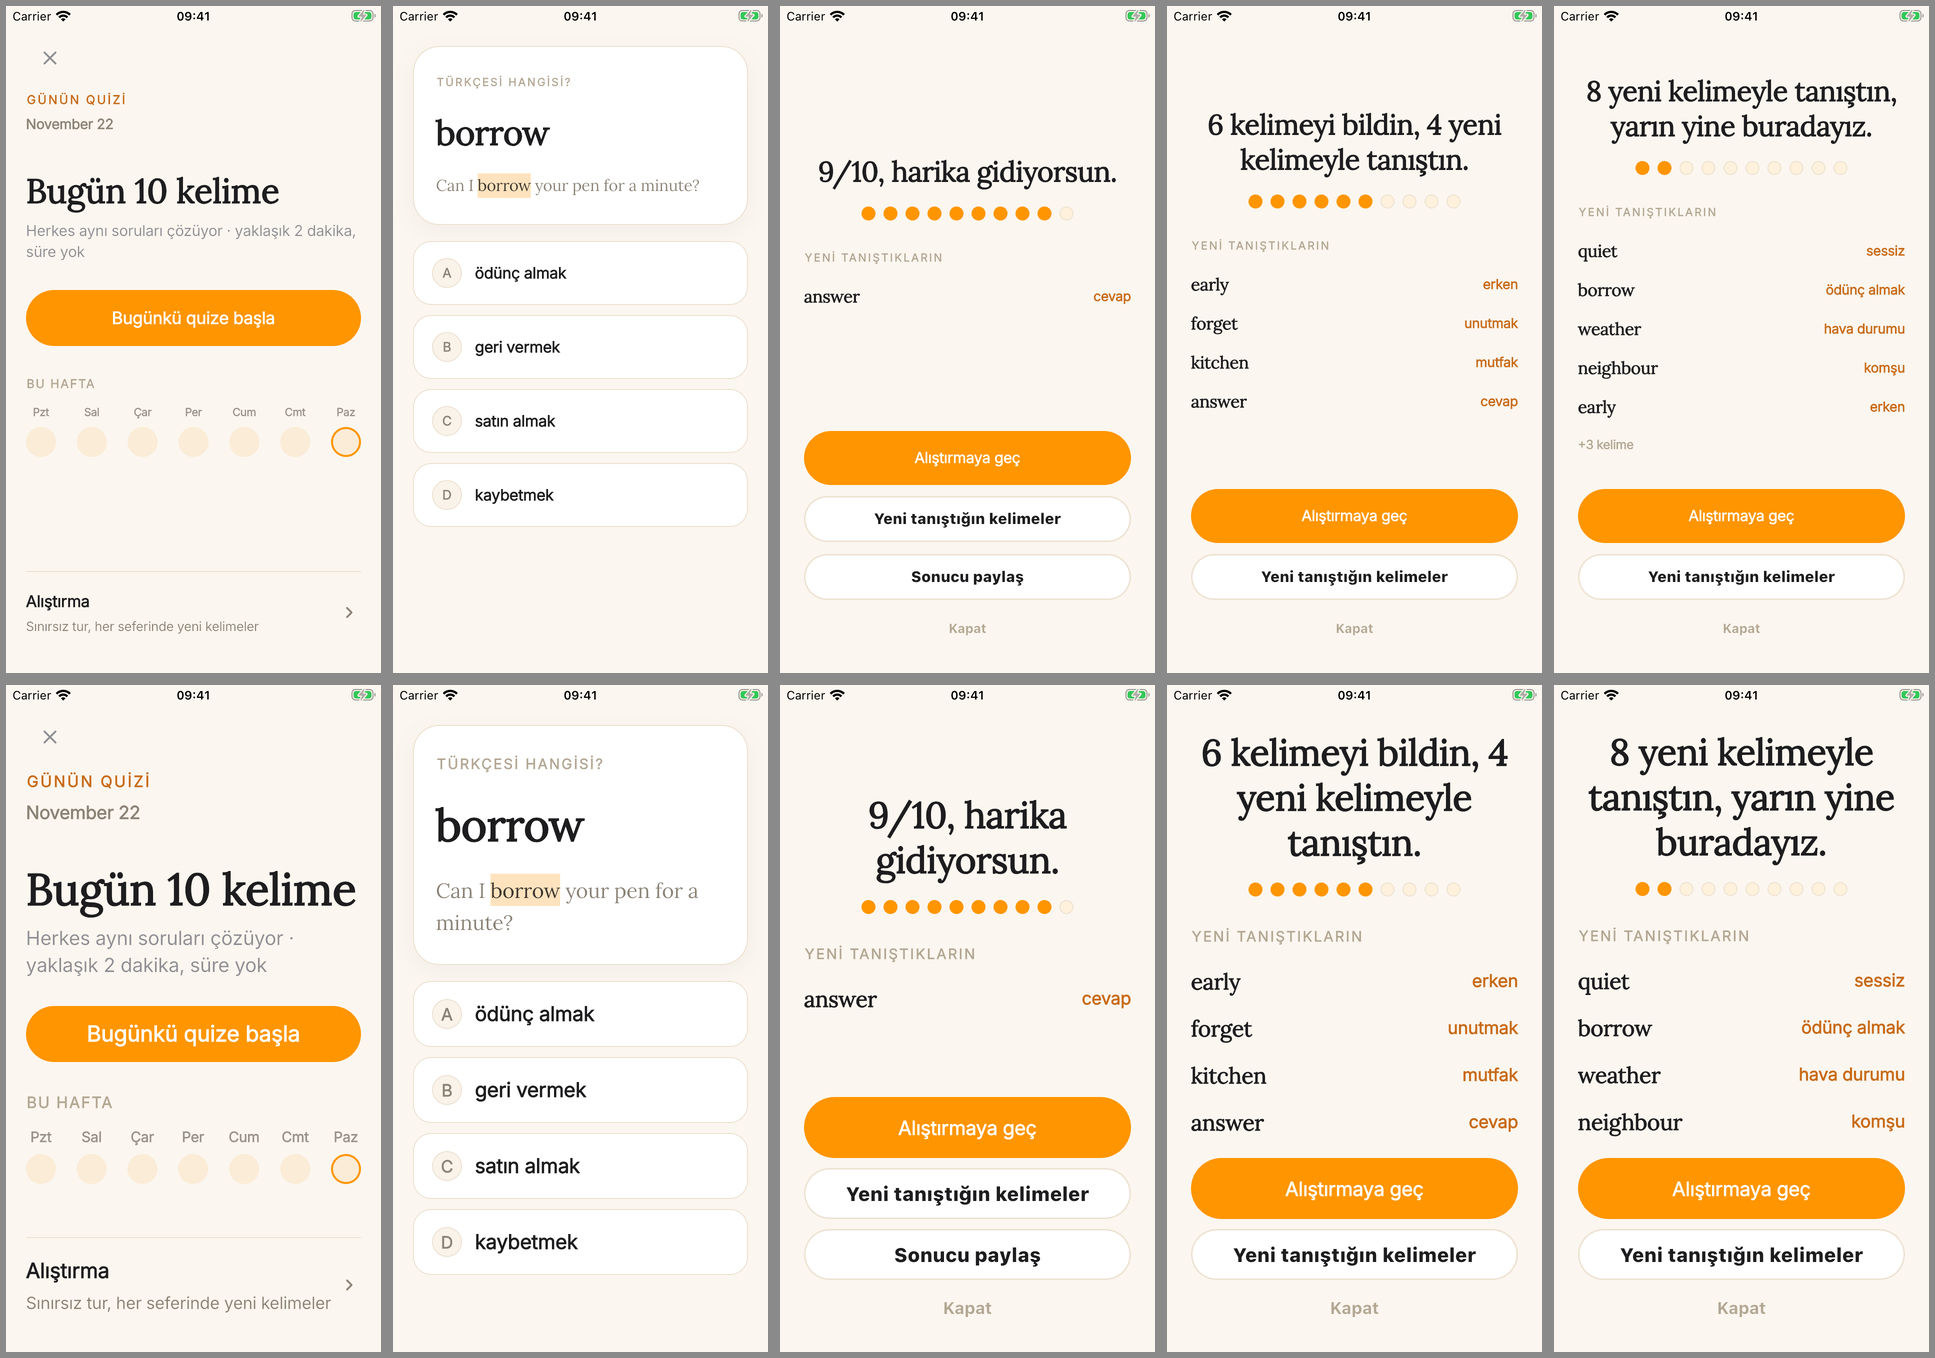 Carrier 09:41
GÜNÜN QUİZİ
November 22
Bugün 10 kelime
Herkes aynı soruları çözüyor · yaklaşık 2 dakika,
süre yok
Bugünkü quize başla
BU HAFTA
Pzt Sal Çar Per Cum Cmt Paz
Alıştırma
Sınırsız tur, her seferinde yeni kelimeler
Carrier 09:41
TÜRKÇESİ HANGİSİ?
borrow
Can I borrow your pen for a minute?
A ödünç almak
B geri vermek
C satın almak
D kaybetmek
Carrier 09:41
9/10, harika gidiyorsun.
YENİ TANIŞTIKLARIN
answer cevap
Alıştırmaya geç
Yeni tanıştığın kelimeler
Sonucu paylaş
Kapat
Carrier 09:41
6 kelimeyi bildin, 4 yeni
kelimeyle tanıştın.
YENİ TANIŞTIKLARIN
early erken
forget unutmak
kitchen mutfak
answer cevap
Alıştırmaya geç
Yeni tanıştığın kelimeler
Kapat
Carrier 09:41
8 yeni kelimeyle tanıştın,
yarın yine buradayız.
YENİ TANIŞTIKLARIN
quiet sessiz
borrow ödünç almak
weather hava durumu
neighbour komşu
early erken
+3 kelime
Alıştırmaya geç
Yeni tanıştığın kelimeler
Kapat
Carrier 09:41
GÜNÜN QUİZİ
November 22
Bugün 10 kelime
Herkes aynı soruları çözüyor ·
yaklaşık 2 dakika, süre yok
Bugünkü quize başla
BU HAFTA
Pzt Sal Çar Per Cum Cmt Paz
Alıştırma
Sınırsız tur, her seferinde yeni kelimeler
Carrier 09:41
TÜRKÇESİ HANGİSİ?
borrow
Can I borrow your pen for a
minute?
A ödünç almak
B geri vermek
C satın almak
D kaybetmek
Carrier 09:41
9/10, harika
gidiyorsun.
YENİ TANIŞTIKLARIN
answer cevap
Alıştırmaya geç
Yeni tanıştığın kelimeler
Sonucu paylaş
Kapat
Carrier 09:41
6 kelimeyi bildin, 4
yeni kelimeyle
tanıştın.
YENİ TANIŞTIKLARIN
early erken
forget unutmak
kitchen mutfak
answer cevap
Alıştırmaya geç
Yeni tanıştığın kelimeler
Kapat
Carrier 09:41
8 yeni kelimeyle
tanıştın, yarın yine
buradayız.
YENİ TANIŞTIKLARIN
quiet sessiz
borrow ödünç almak
weather hava durumu
neighbour komşu
Alıştırmaya geç
Yeni tanıştığın kelimeler
Kapat